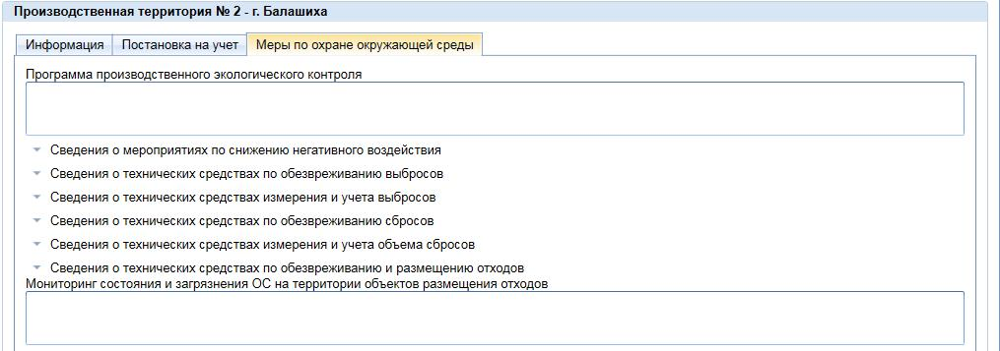 Производственная территория № 2 - г. Балашиха
Информация Постановка на учет Меры по охране окружающей среды
Программа производственного экологического контроля
Сведения о мероприятиях по снижению негативного воздействия
Сведения о технических средствах по обезвреживанию выбросов
Сведения о технических средствах измерения и учета выбросов
Сведения о технических средствах по обезвреживанию сбросов
Сведения о технических средствах измерения и учета объема сбросов
Сведения о технических средствах по обезвреживанию и размещению отходов
Мониторинг состояния и загрязнения ОС на территории объектов размещения отходов